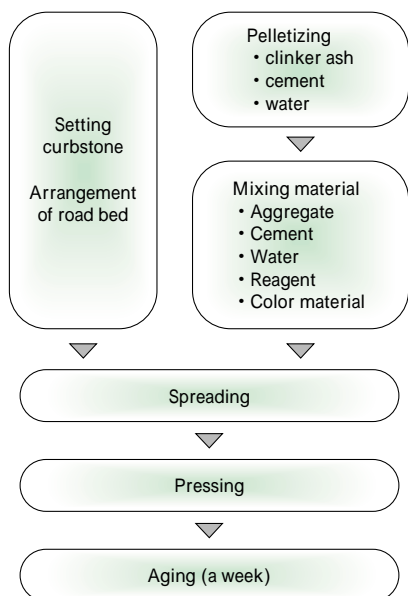 Setting
curbstone
Arrangement
of road bed
Pelletizing
・clinker ash
・cement
・water
Mixing material
・Aggregate
・Cement
・Water
・Reagent
・Color material
Spreading
Pressing
Aging (a week)